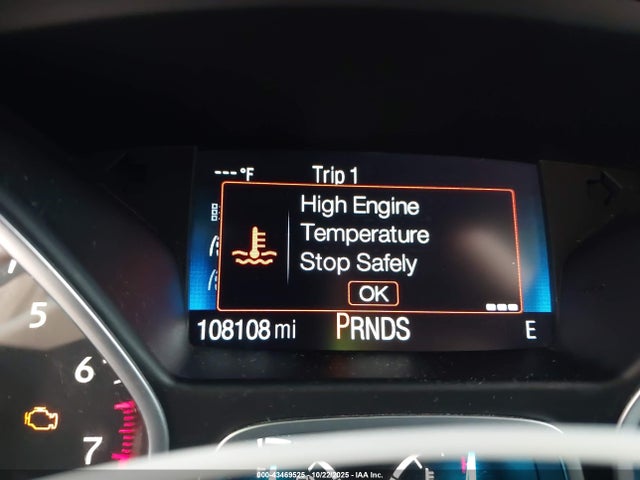 ---°F Trip 1
High Engine
Temperature
Stop Safely
OK
108108 mi PRNDS E
5
6
7
000-43469525 - 10/22/2025 - IAA Inc.